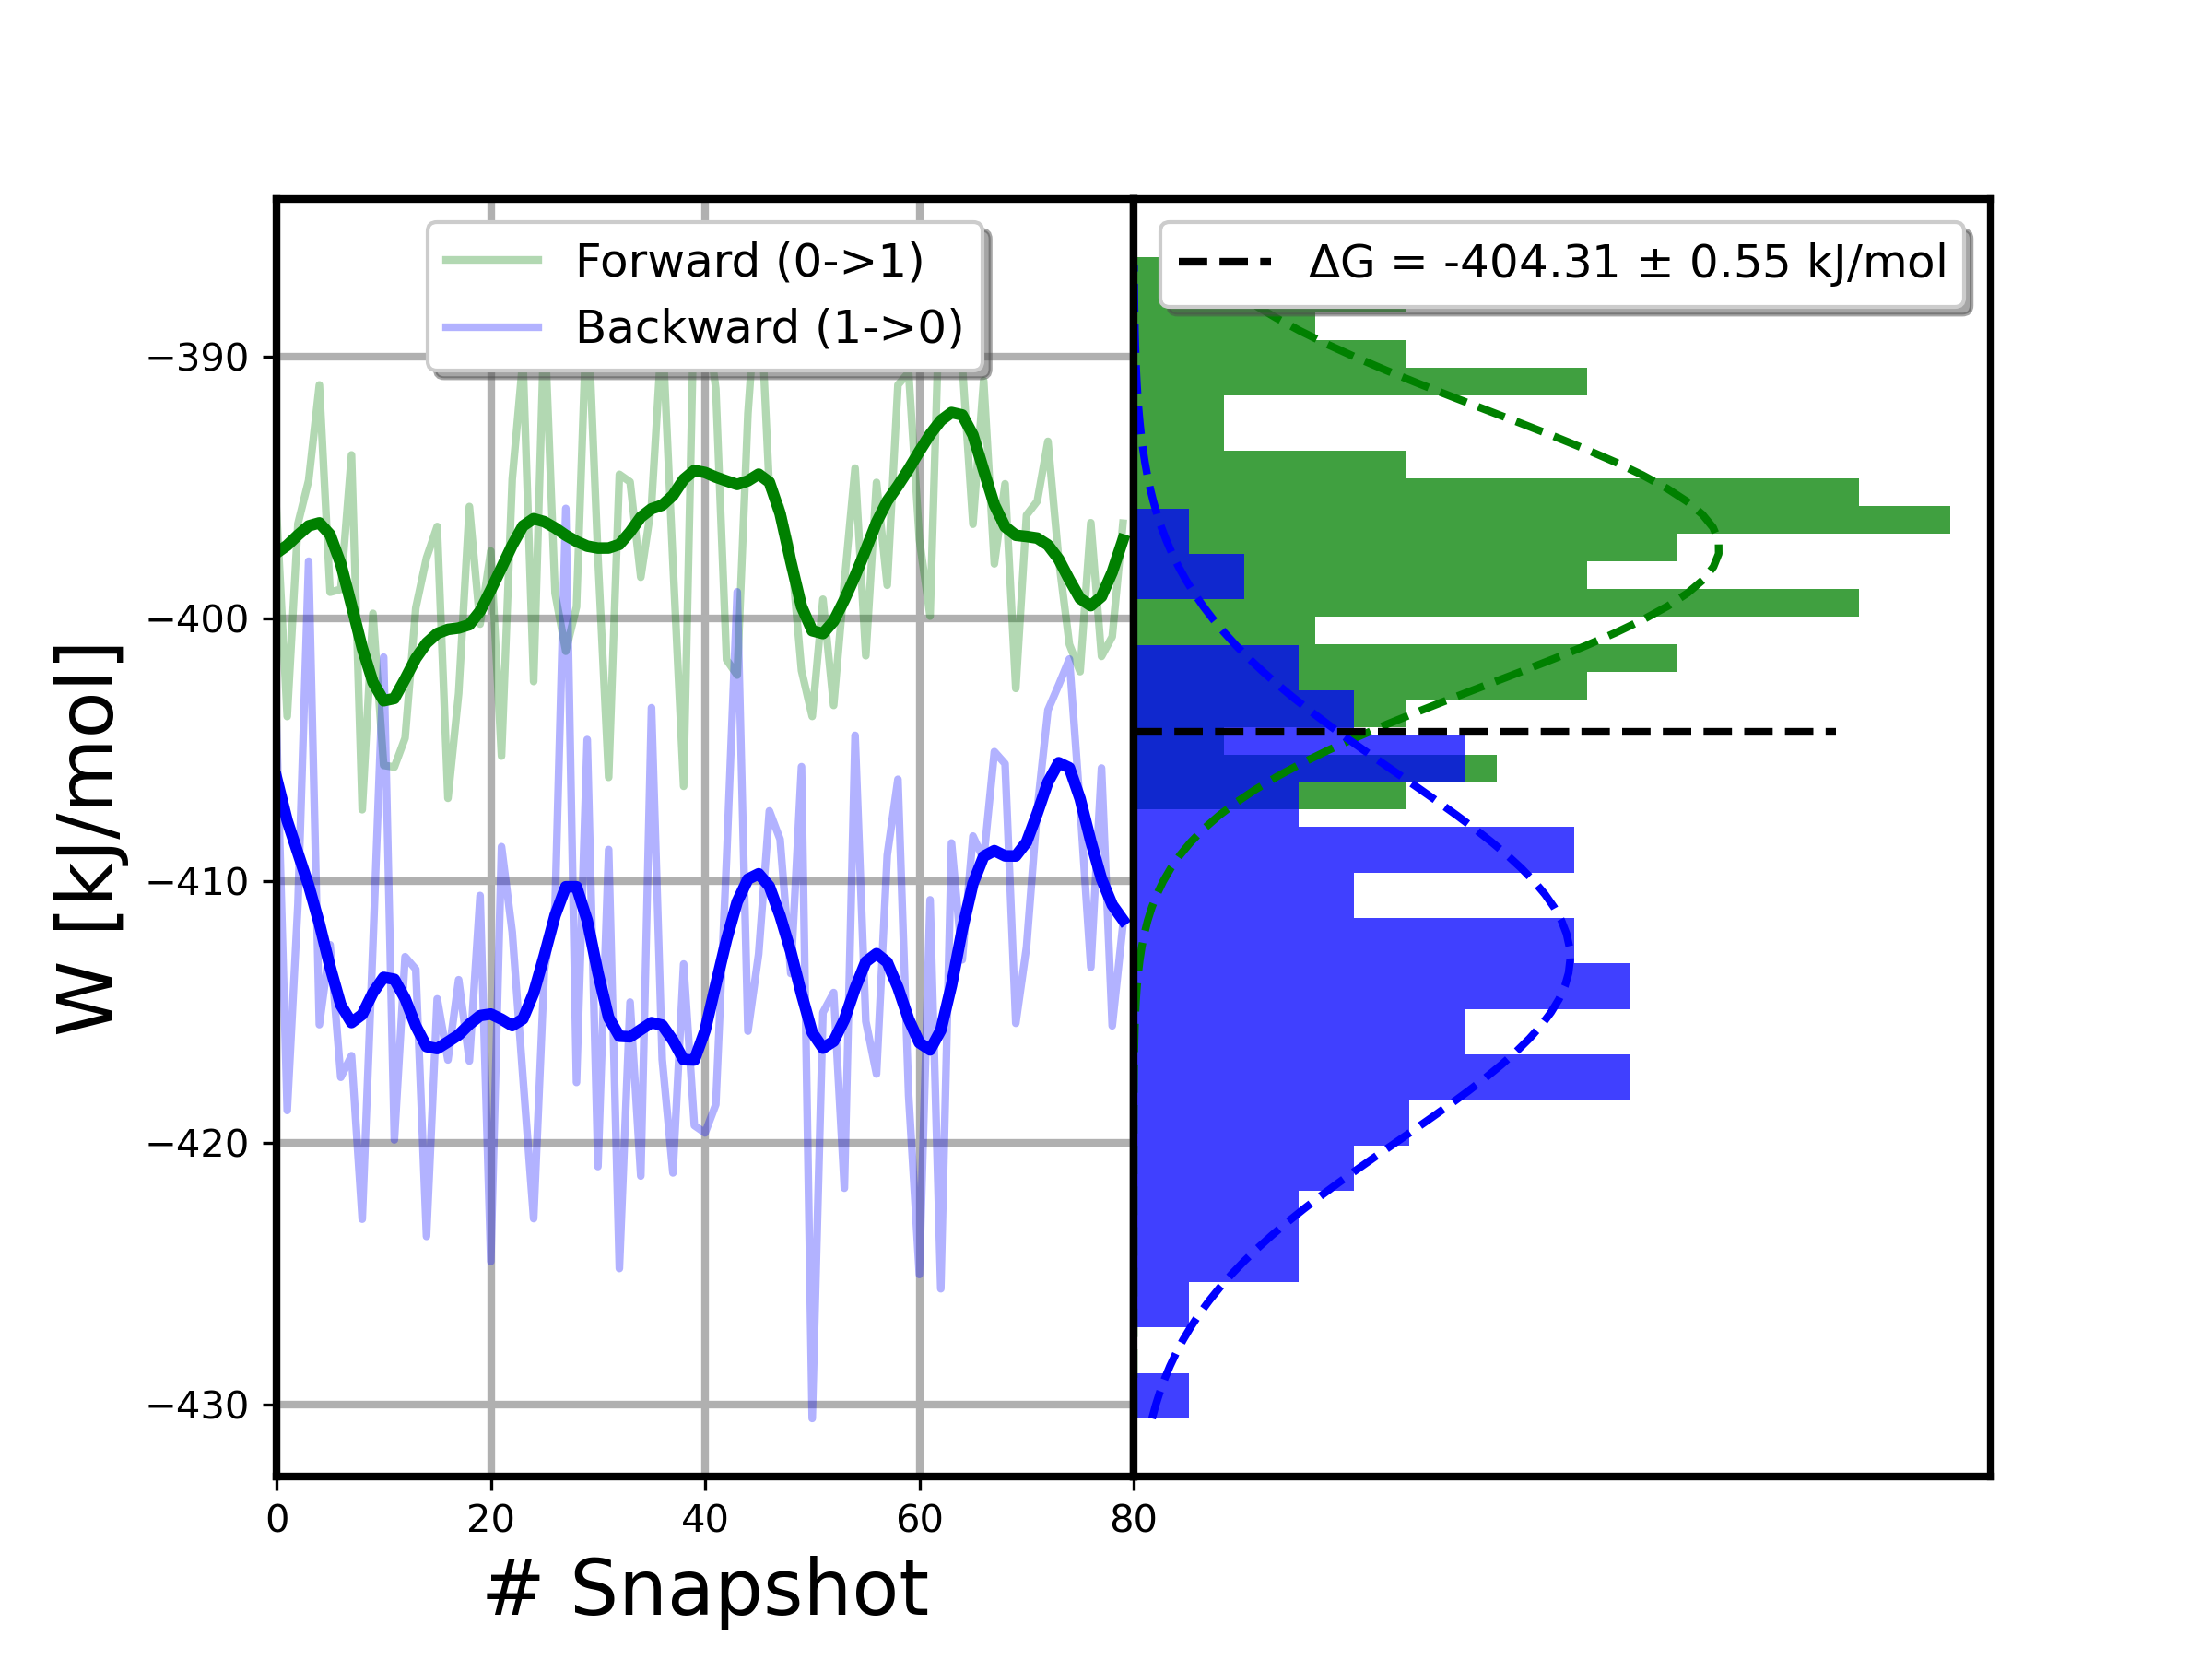 Forward (0->1)
Backward (1->0)
ΔG = -404.31 ± 0.55 kJ/mol
W [kJ/mol]
−390
−400
−410
−420
−430
0 20 40 60 80
# Snapshot